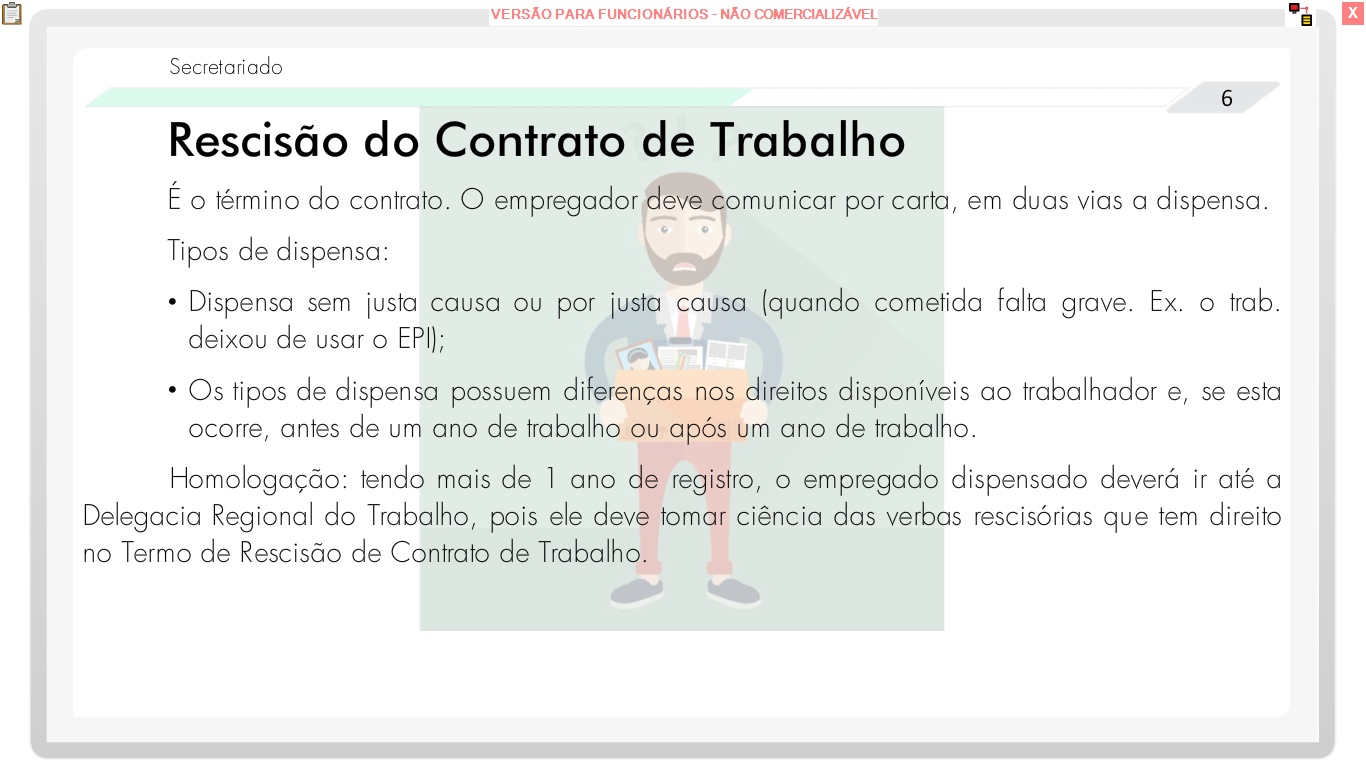 VERSÃO PARA FUNCIONÁRIOS - NÃO COMERCIALIZÁVEL
X
Secretariado
6
Rescisão do Contrato de Trabalho
É o término do contrato. O empregador deve comunicar por carta, em duas vias a dispensa.
Tipos de dispensa:
• Dispensa sem justa causa ou por justa causa (quando cometida falta grave. Ex. o trab.
deixou de usar o EPI);
• Os tipos de dispensa possuem diferenças nos direitos disponíveis ao trabalhador e, se esta
ocorre, antes de um ano de trabalho ou após um ano de trabalho.
Homologação: tendo mais de 1 ano de registro, o empregado dispensado deverá ir até a
Delegacia Regional do Trabalho, pois ele deve tomar ciência das verbas rescisórias que tem direito
no Termo de Rescisão de Contrato de Trabalho.